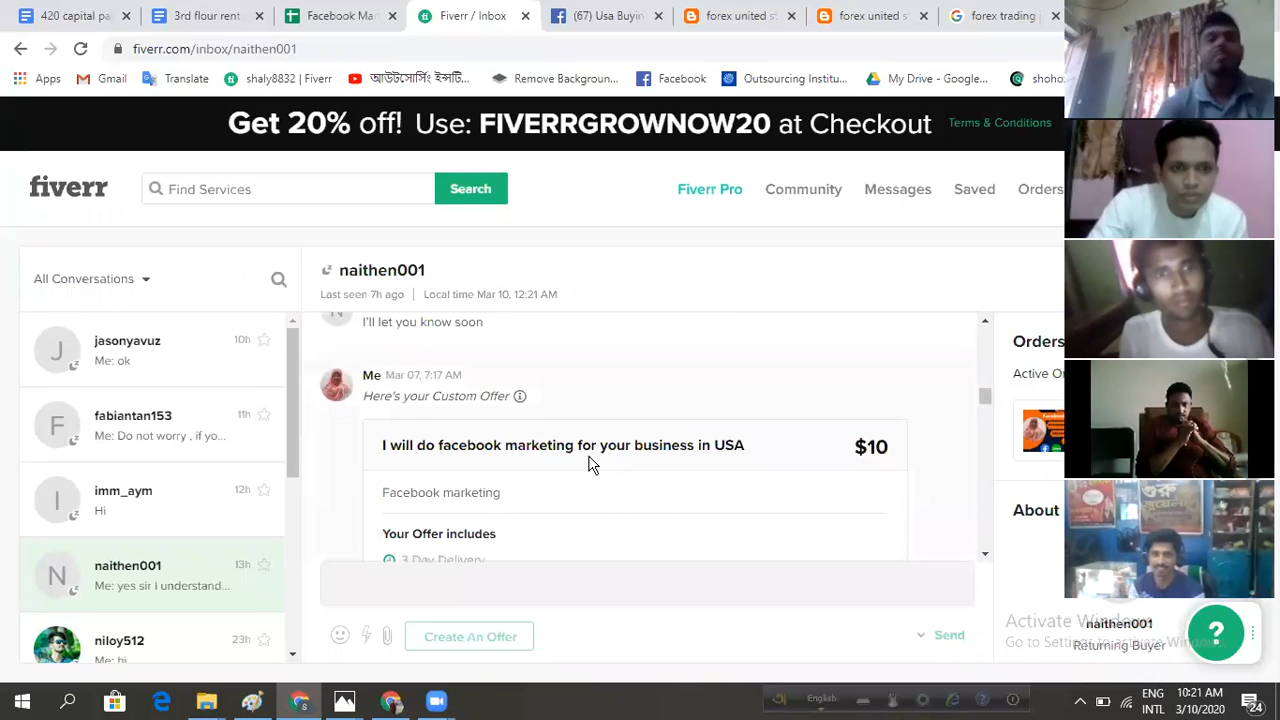 420 capital pa
3rd flour rent
Facebook Mar
Fiverr / Inbox
(67) Usa Buyin
forex united st
forex united st
forex trading j
fiverr.com/inbox/naithen001
Apps
Gmail
Translate
shaly8832 | Fiverr
আউটসোর্সিং ইন্সটি...
Remove Backgroun...
Facebook
Outsourcing Institu...
My Drive - Google...
shoho
Get 20% off! Use: FIVERRGROWNOW20 at Checkout
Terms & Conditions
fiverr
Find Services
Search
Fiverr Pro
Community
Messages
Saved
Orders
All Conversations
naithen001
Last seen 7h ago
Local time Mar 10, 12:21 AM
J
jasonyavuz
10h
Me: ok
F
fabiantan153
11h
Me: Do not worry , if yo...
I
imm_aym
12h
Hi
N
naithen001
13h
Me: yes sir I understand...
niloy512
23h
Me: hi
I'll let you know soon
Me
Mar 07, 7:17 AM
Here's your Custom Offer
I will do facebook marketing for your business in USA
$10
Facebook marketing
Your Offer includes
3 Day Delivery
Create An Offer
Send
Orders
Active Or
About
Activate Windows
Go to Settings to activate Windows.
naithen001
Returning Buyer
?
English
ENG
INTL
10:21 AM
3/10/2020
24